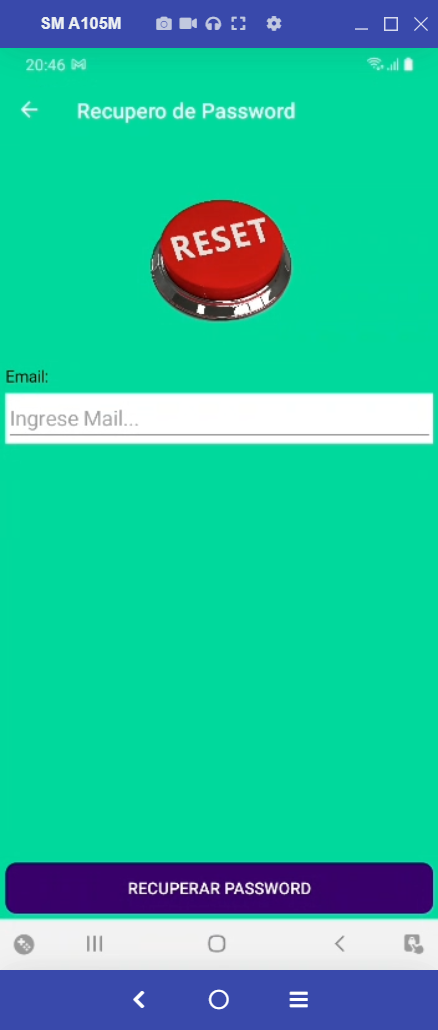 SM A105M
20:46
Recupero de Password
RESET
Email:
Ingrese Mail...
RECUPERAR PASSWORD